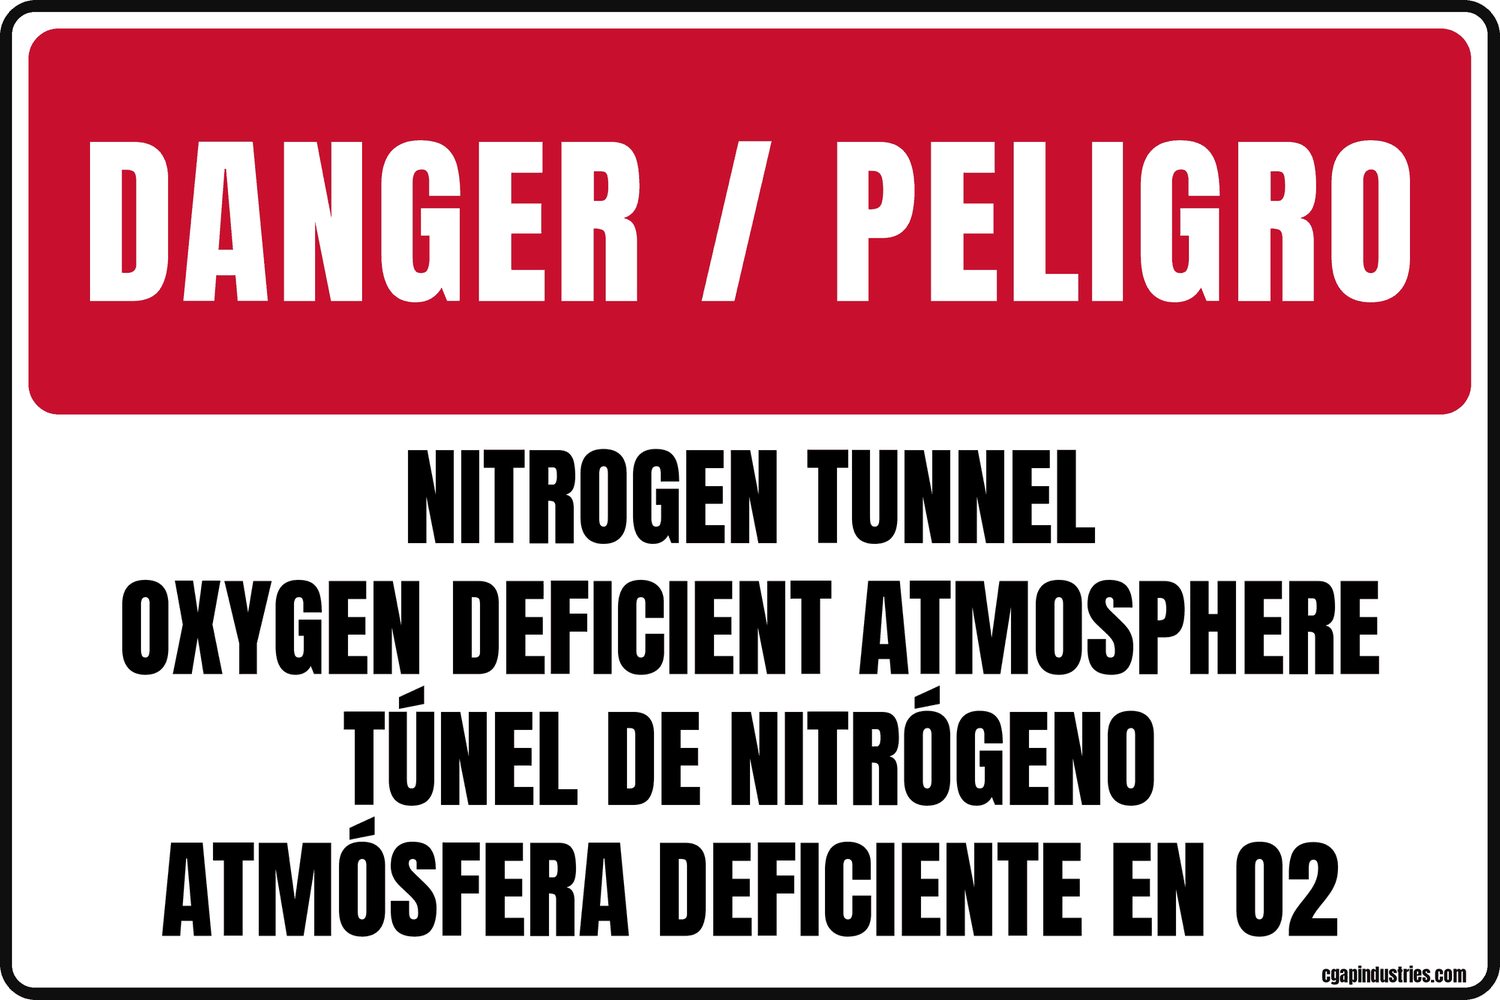 DANGER / PELIGRO
NITROGEN TUNNEL
OXYGEN DEFICIENT ATMOSPHERE
TÚNEL DE NITRÓGENO
ATMÓSFERA DEFICIENTE EN O2
cgapindustries.com